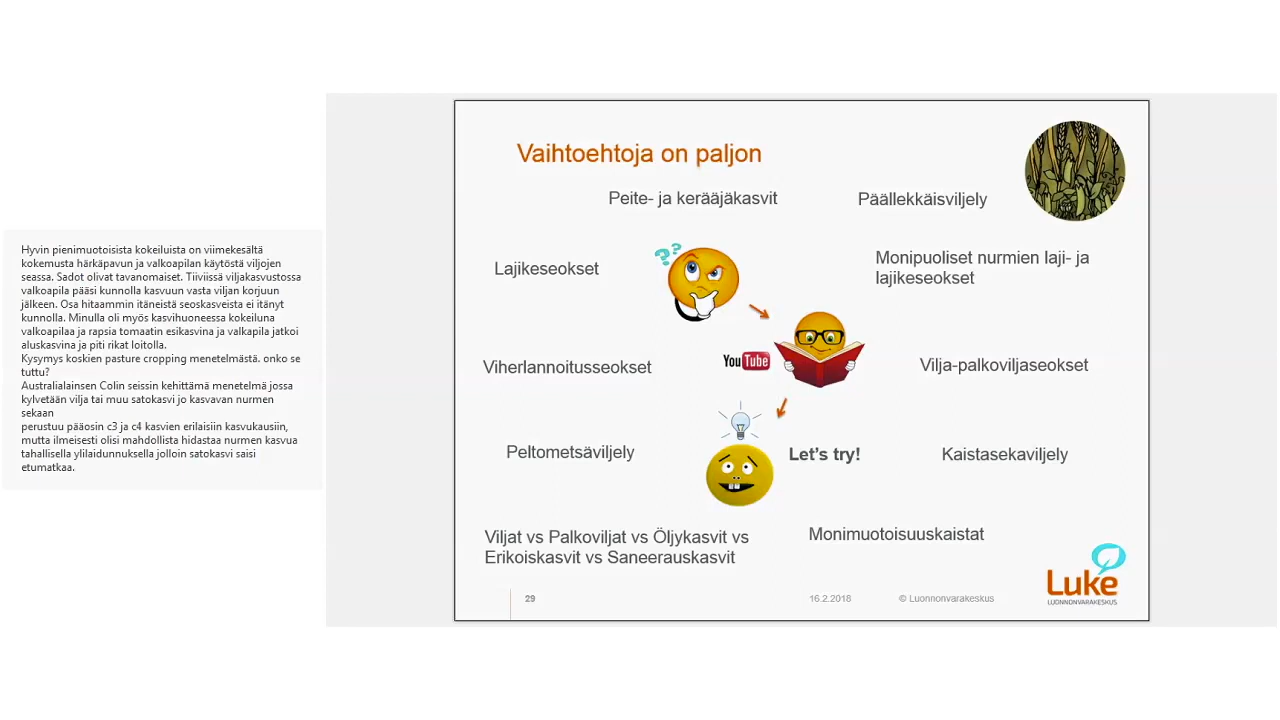 Hyvin pienimuotoisista kokeiluista on viimekesältä
kokemusta härkäpavun ja valkoapilan käytöstä viljojen
seassa. Sadot olivat tavanomaiset. Tiiviissä viljakasvustossa
valkoapila pääsi kunnolla kasvuun vasta viljan korjuun
jälkeen. Osa hitaammin itäneistä seoskasveista ei itänyt
kunnolla. Minulla oli myös kasvihuoneessa kokeiluna
valkoapilaa ja rapsia tomaatin esikasvina ja valkapila jatkoi
aluskasvina ja piti rikat loitolla.
Kysymys koskien pasture cropping menetelmästä. onko se
tuttu?
Australialainsen Colin seissin kehittämä menetelmä jossa
kylvetään vilja tai muu satokasvi jo kasvavan nurmen
sekaan
perustuu pääosin c3 ja c4 kasvien erilaisiin kasvukausiin,
mutta ilmeisesti olisi mahdollista hidastaa nurmen kasvua
tahallisella ylilaidunnuksella jolloin satokasvi saisi
etumatkaa.
Vaihtoehtoja on paljon
Peite- ja kerääjäkasvit
Päällekkäisviljely
Lajikeseokset
??
Monipuoliset nurmien laji- ja
lajikeseokset
Viherlannoitusseokset
YouTube
Vilja-palkoviljaseokset
Peltometsäviljely
Let's try!
Kaistasekaviljely
Viljat vs Palkoviljat vs Öljykasvit vs
Erikoiskasvit vs Saneerauskasvit
Monimuotoisuuskaistat
29
16.2.2018
© Luonnonvarakeskus
Luke
LUONNONVARAKESKUS